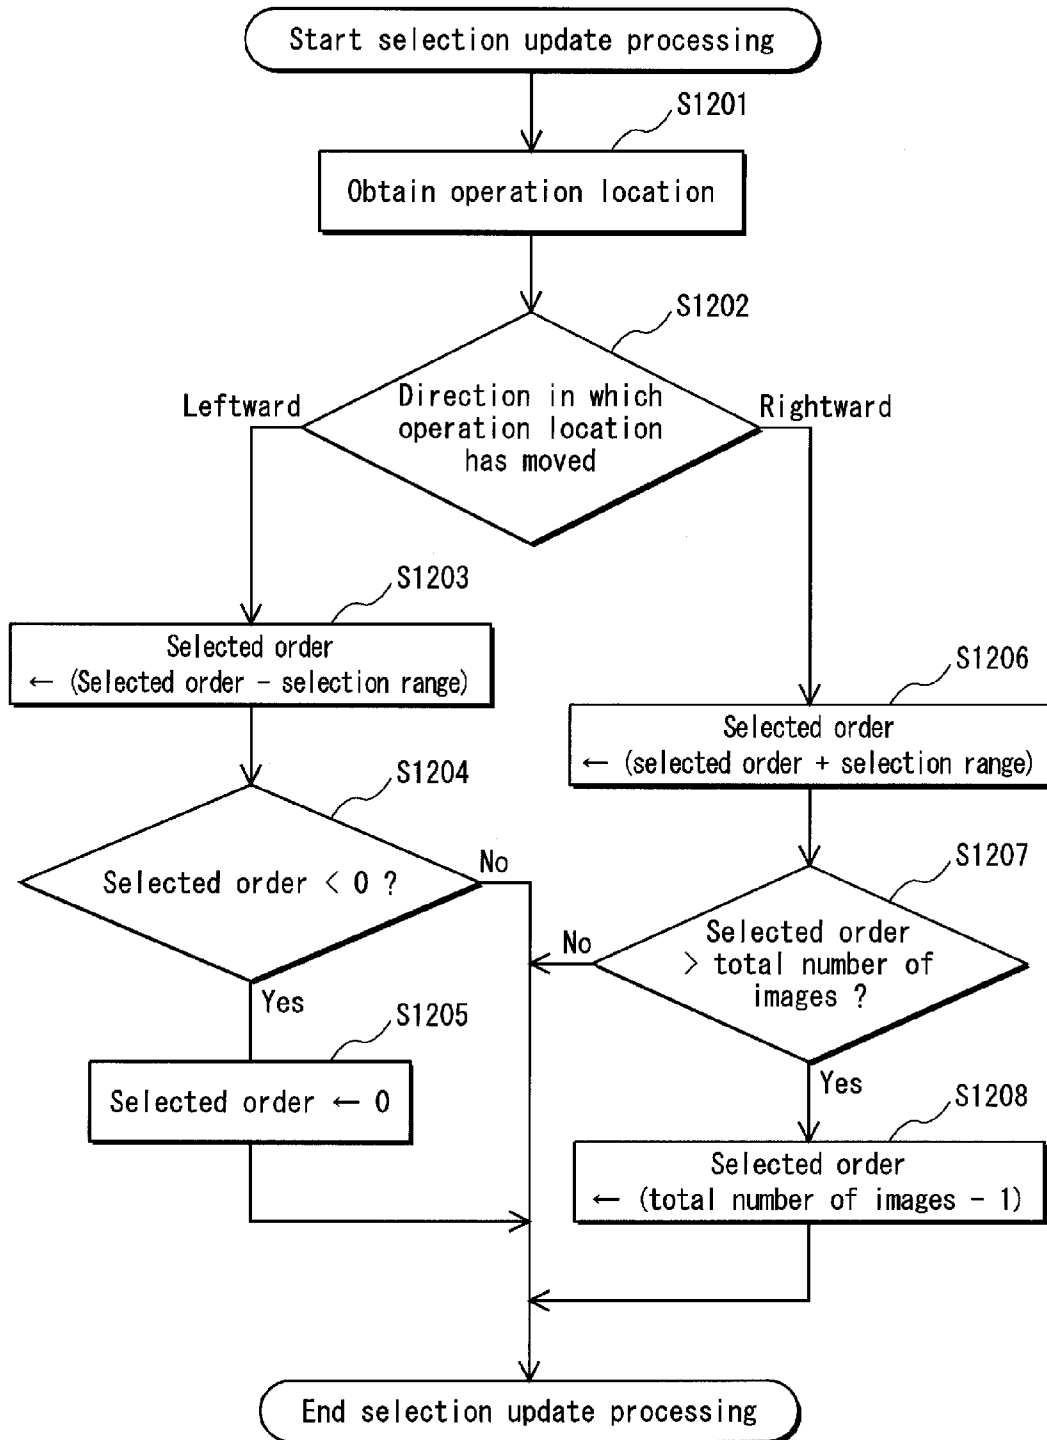 Start selection update processing
S1201
Obtain operation location
S1202
Direction in which
operation location
has moved
Leftward
Rightward
S1203
Selected order
← (Selected order - selection range)
S1204
Selected order < 0 ?
No
Yes
S1205
Selected order ← 0
S1206
Selected order
← (selected order + selection range)
S1207
Selected order
> total number of
images ?
No
Yes
S1208
Selected order
← (total number of images - 1)
End selection update processing